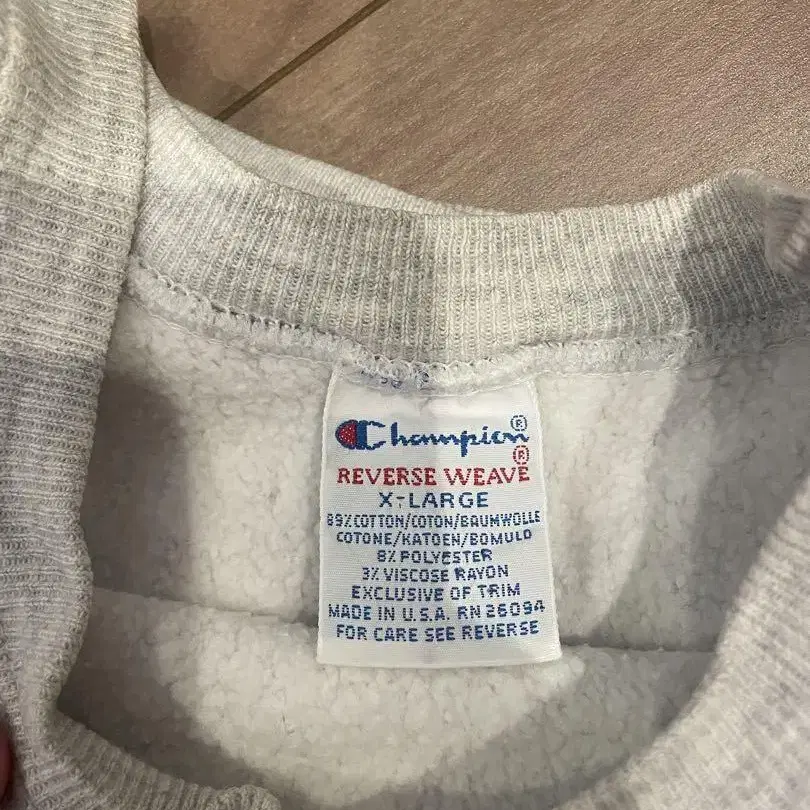 Champion®
REVERSE WEAVE®
X-LARGE
89% COTTON/COTON/BAUMWOLLE
COTONE/KATOEN/BOMULD
8% POLYESTER
3% VISCOSE RAYON
EXCLUSIVE OF TRIM
MADE IN U.S.A. RN 26094
FOR CARE SEE REVERSE